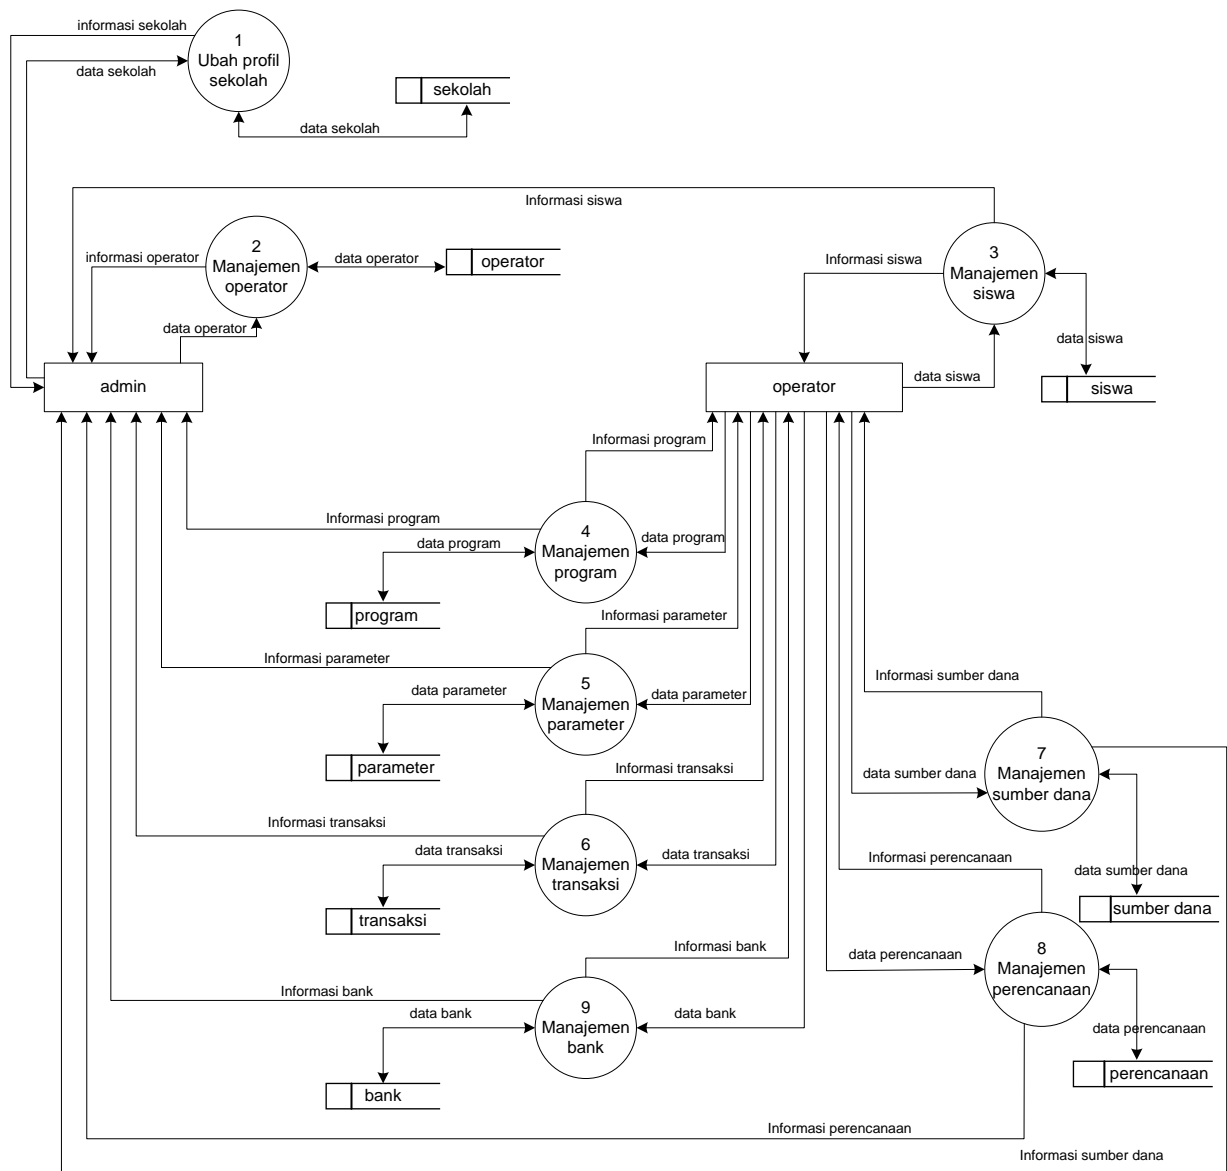 informasi sekolah
1
Ubah profil
sekolah
data sekolah
sekolah
data sekolah
Informasi siswa
2
Manajemen
operator
informasi operator
data operator
operator
data operator
3
Manajemen
siswa
Informasi siswa
data siswa
siswa
data siswa
admin
operator
Informasi program
Informasi program
4
Manajemen
program
data program
data program
program
Informasi parameter
Informasi parameter
5
Manajemen
parameter
data parameter
data parameter
parameter
Informasi sumber dana
7
Manajemen
sumber dana
data sumber dana
data sumber dana
sumber dana
Informasi transaksi
Informasi transaksi
6
Manajemen
transaksi
data transaksi
data transaksi
transaksi
Informasi perencanaan
8
Manajemen
perencanaan
data perencanaan
data perencanaan
perencanaan
Informasi bank
Informasi bank
9
Manajemen
bank
data bank
data bank
bank
Informasi perencanaan
Informasi sumber dana